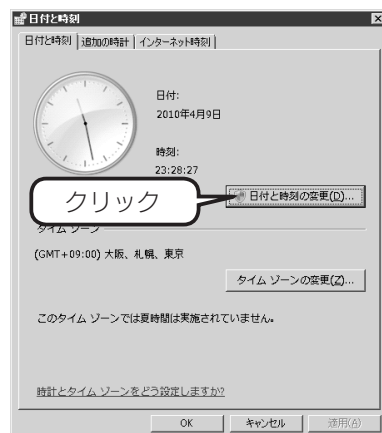 日付と時刻
日付と時刻 追加の時計 インターネット時刻
日付:
2010年4月9日
時刻:
23:28:27
クリック
日付と時刻の変更(D)...
タイム ゾーン
(GMT+09:00) 大阪、札幌、東京
タイム ゾーンの変更(Z)...
このタイム ゾーンでは夏時間は実施されていません。
時計とタイム ゾーンをどう設定しますか?
OK キャンセル 適用(A)